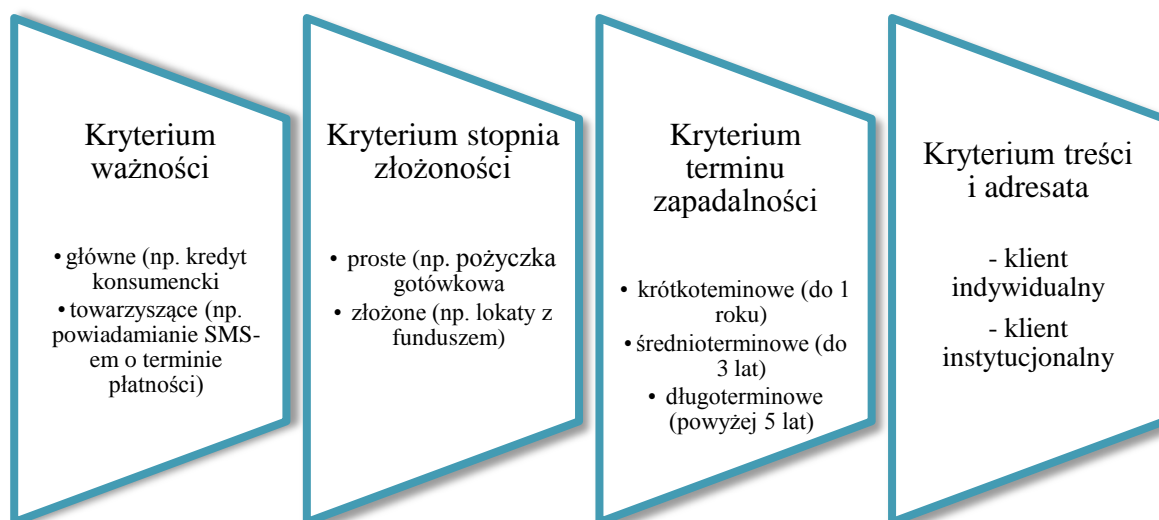 Kryterium
ważności
• główne (np. kredyt
konsumencki
• towarzyszące (np.
powiadamianie SMS-
em o terminie
płatności)
Kryterium stopnia
złożoności
• proste (np. pożyczka
gotówkowa
• złożone (np. lokaty z
funduszem)
Kryterium
terminu
zapadalności
• krótkoteminowe (do 1
roku)
• średnioterminowe (do
3 lat)
• długoterminowe
(powyżej 5 lat)
Kryterium treści
i adresata
- klient
indywidualny
- klient
instytucjonalny